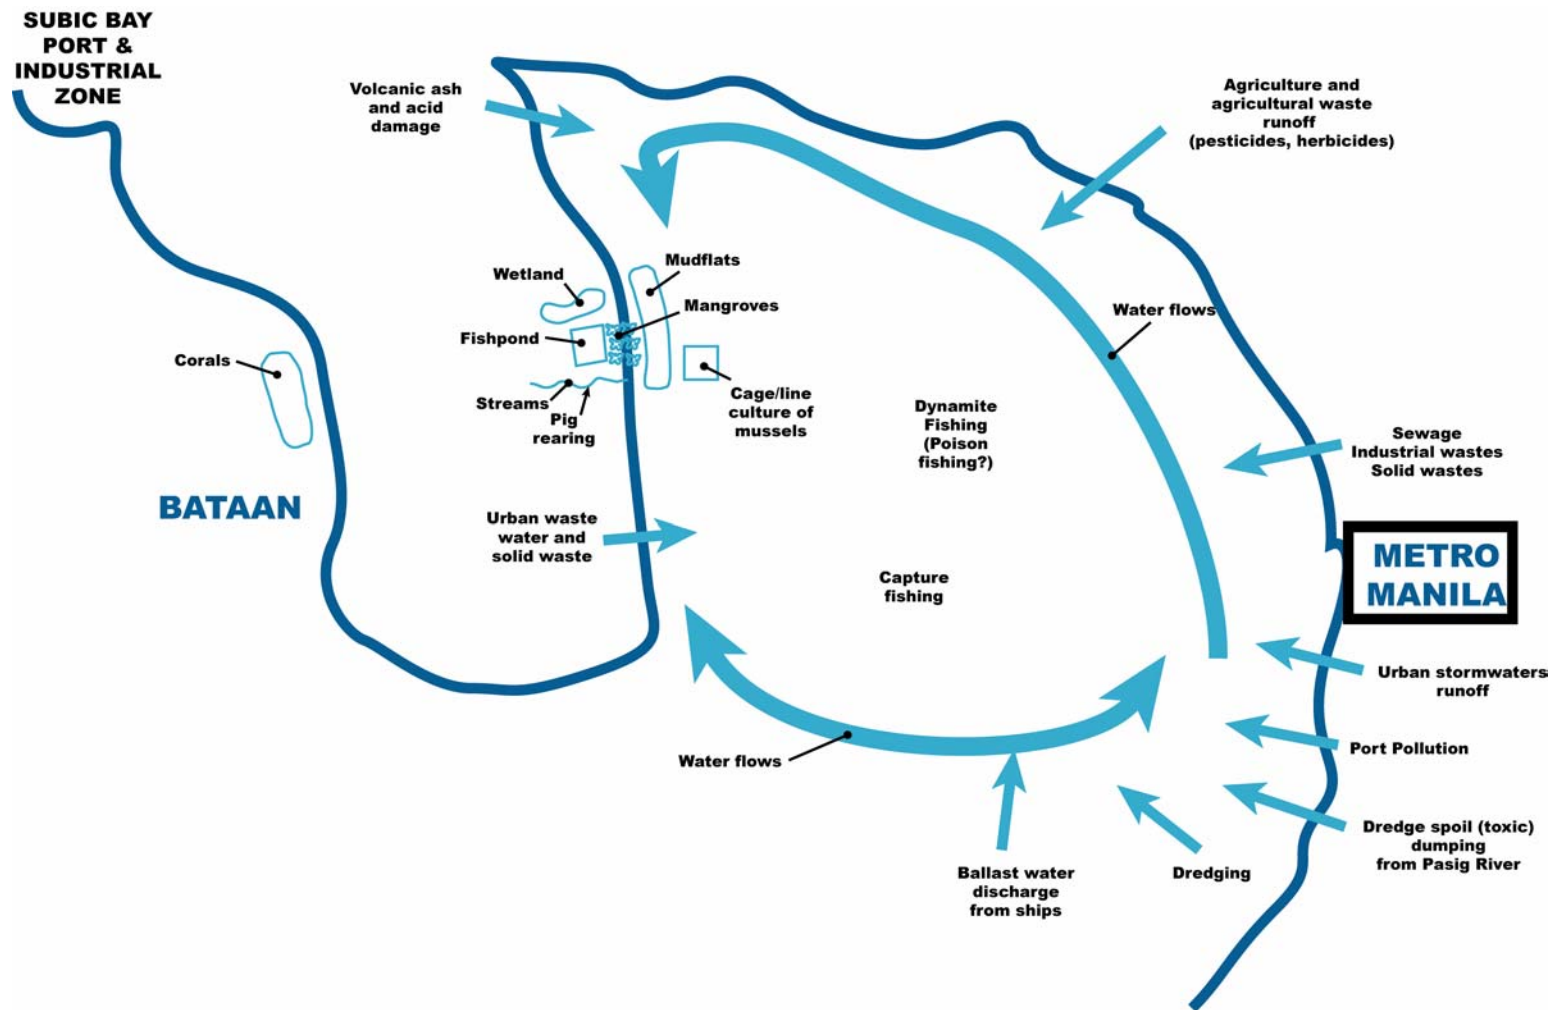 SUBIC BAY
PORT &
INDUSTRIAL
ZONE
Volcanic ash
and acid
damage
Agriculture and
agricultural waste
runoff
(pesticides, herbicides)
Wetland
Mudflats
Mangroves
Fishpond
Water flows
Corals
Streams
Pig
rearing
Cage/line
culture of
mussels
Dynamite
Fishing
(Poison
fishing?)
Sewage
Industrial wastes
Solid wastes
BATAAN
Urban waste
water and
solid waste
Capture
fishing
METRO
MANILA
Urban stormwaters
runoff
Water flows
Port Pollution
Dredge spoil (toxic)
dumping
from Pasig River
Ballast water
discharge
from ships
Dredging